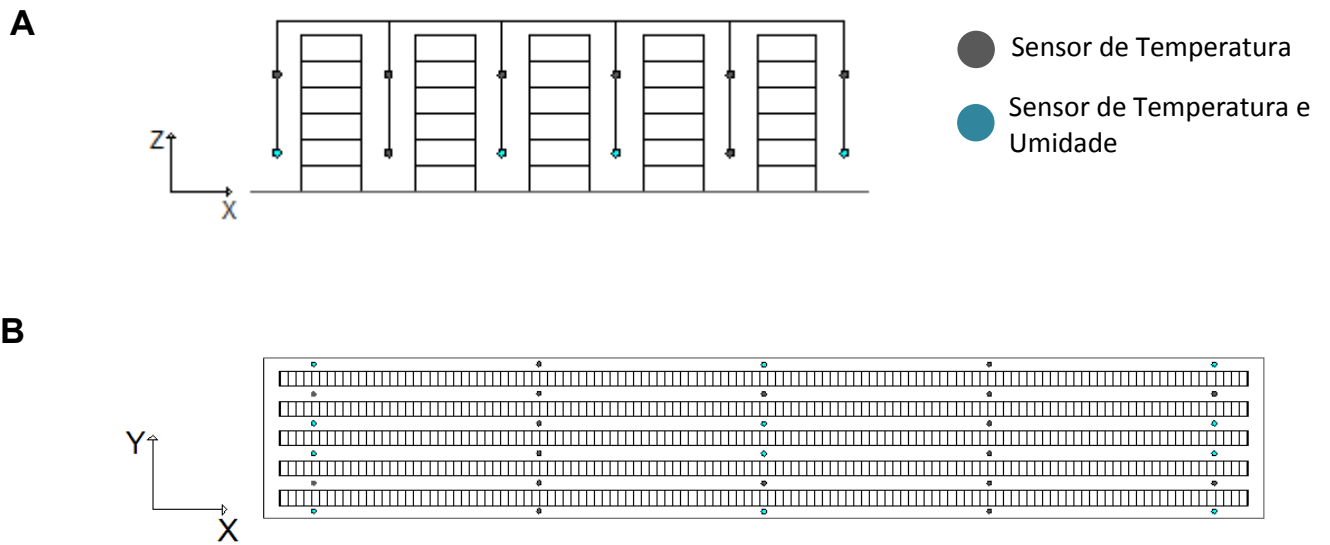 A
Sensor de Temperatura
Sensor de Temperatura e
Umidade
Z
X
B
Y
X